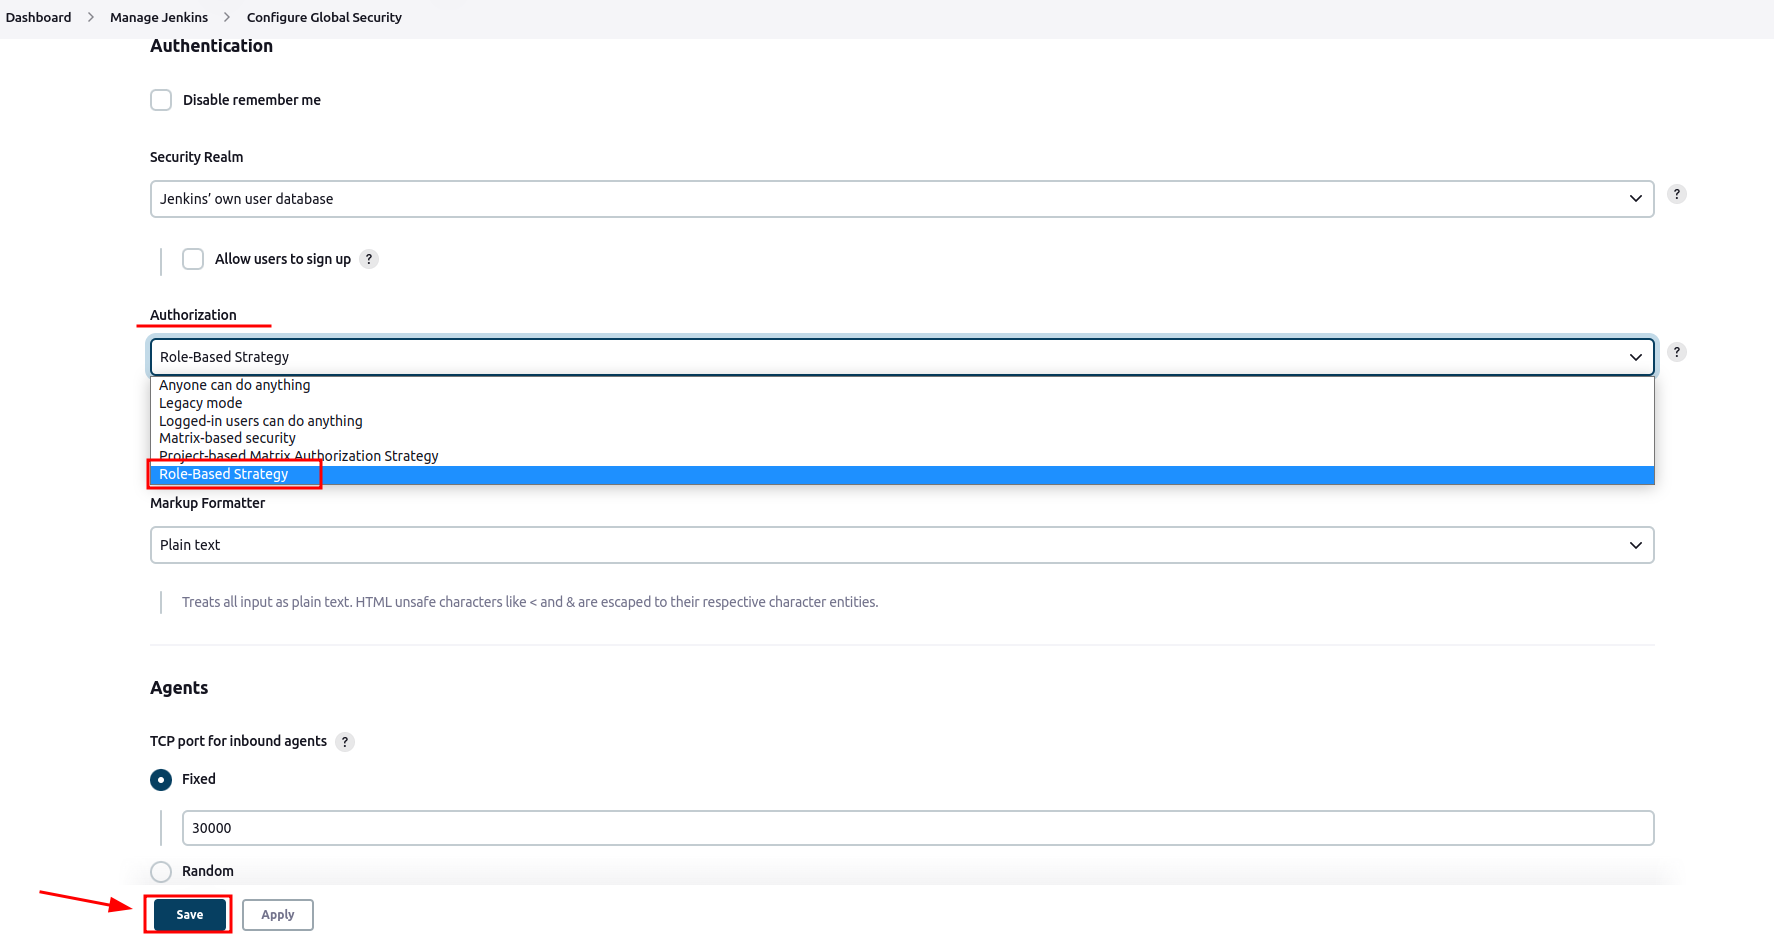 Dashboard > Manage Jenkins > Configure Global Security
Authentication
Disable remember me
Security Realm
Jenkins’ own user database
?
Allow users to sign up ?
Authorization
Role-Based Strategy
?
Anyone can do anything
Legacy mode
Logged-in users can do anything
Matrix-based security
Project-based Matrix Authorization Strategy
Role-Based Strategy
Markup Formatter
Plain text
Treats all input as plain text. HTML unsafe characters like < and & are escaped to their respective character entities.
Agents
TCP port for inbound agents ?
Fixed
30000
Random
Save Apply